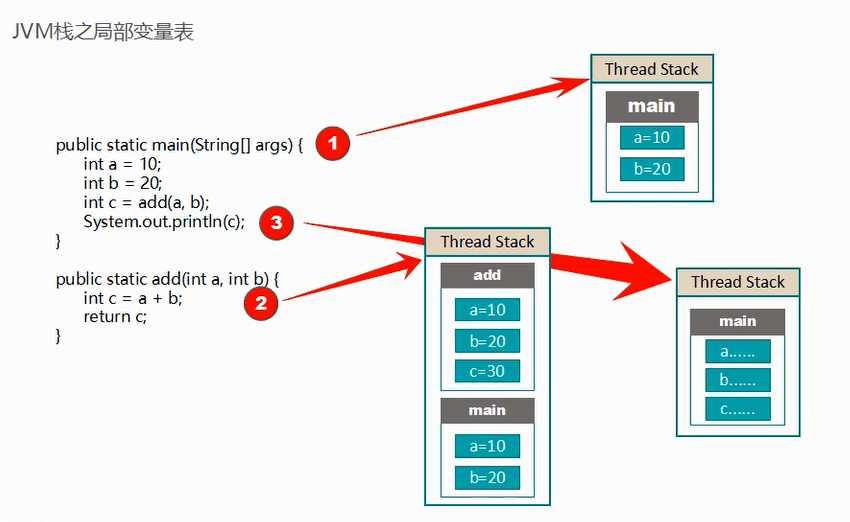 JVM栈之局部变量表
public static main(String[] args) {
int a = 10;
int b = 20;
int c = add(a, b);
System.out.println(c);
}
public static add(int a, int b) {
int c = a + b;
return c;
}
1
3
2
Thread Stack
main
a=10
b=20
Thread Stack
add
a=10
b=20
c=30
main
a=10
b=20
Thread Stack
main
a......
b......
c......